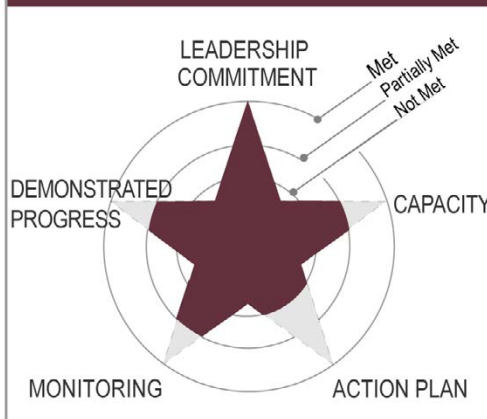 LEADERSHIP
COMMITMENT
Met
Partially Met
Not Met
DEMONSTRATED
PROGRESS
CAPACITY
MONITORING
ACTION PLAN